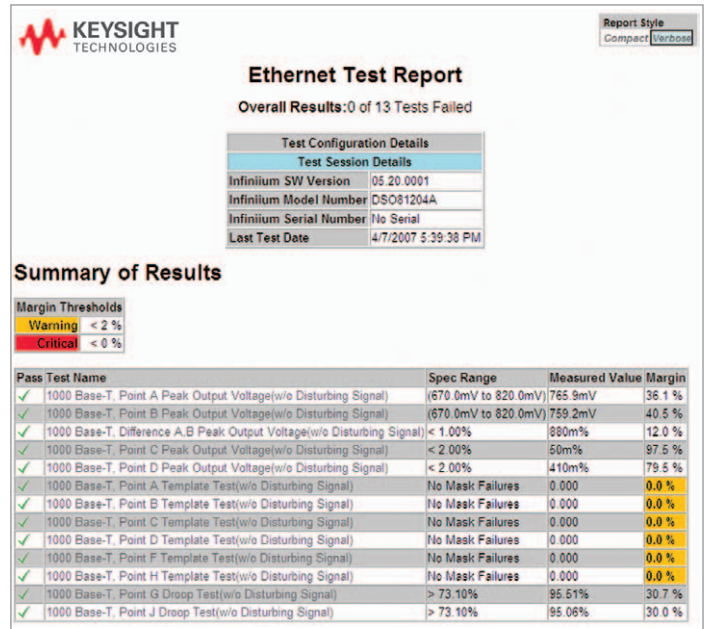 KEYSIGHT
TECHNOLOGIES
Report Style
Compact Verbose
Ethernet Test Report
Overall Results:0 of 13 Tests Failed
Test Configuration Details
Test Session Details
Infiniium SW Version 05.20.0001
Infiniium Model Number DSO81204A
Infiniium Serial Number No Serial
Last Test Date 4/7/2007 5:39:38 PM
Summary of Results
Margin Thresholds
Warning < 2 %
Critical < 0 %
Pass Test Name Spec Range Measured Value Margin
✓ 1000 Base-T, Point A Peak Output Voltage(w/o Disturbing Signal) (670.0mV to 820.0mV) 765.9mV 36.1 %
✓ 1000 Base-T, Point B Peak Output Voltage(w/o Disturbing Signal) (670.0mV to 820.0mV) 759.2mV 40.5 %
✓ 1000 Base-T, Difference A,B Peak Output Voltage(w/o Disturbing Signal) < 1.00% 880m% 12.0 %
✓ 1000 Base-T, Point C Peak Output Voltage(w/o Disturbing Signal) < 2.00% 50m% 97.5 %
✓ 1000 Base-T, Point D Peak Output Voltage(w/o Disturbing Signal) < 2.00% 410m% 79.5 %
✓ 1000 Base-T, Point A Template Test(w/o Disturbing Signal) No Mask Failures 0.000 0.0 %
✓ 1000 Base-T, Point B Template Test(w/o Disturbing Signal) No Mask Failures 0.000 0.0 %
✓ 1000 Base-T, Point C Template Test(w/o Disturbing Signal) No Mask Failures 0.000 0.0 %
✓ 1000 Base-T, Point D Template Test(w/o Disturbing Signal) No Mask Failures 0.000 0.0 %
✓ 1000 Base-T, Point F Template Test(w/o Disturbing Signal) No Mask Failures 0.000 0.0 %
✓ 1000 Base-T, Point H Template Test(w/o Disturbing Signal) No Mask Failures 0.000 0.0 %
✓ 1000 Base-T, Point G Droop Test(w/o Disturbing Signal) > 73.10% 95.51% 30.7 %
✓ 1000 Base-T, Point J Droop Test(w/o Disturbing Signal) > 73.10% 95.06% 30.0 %